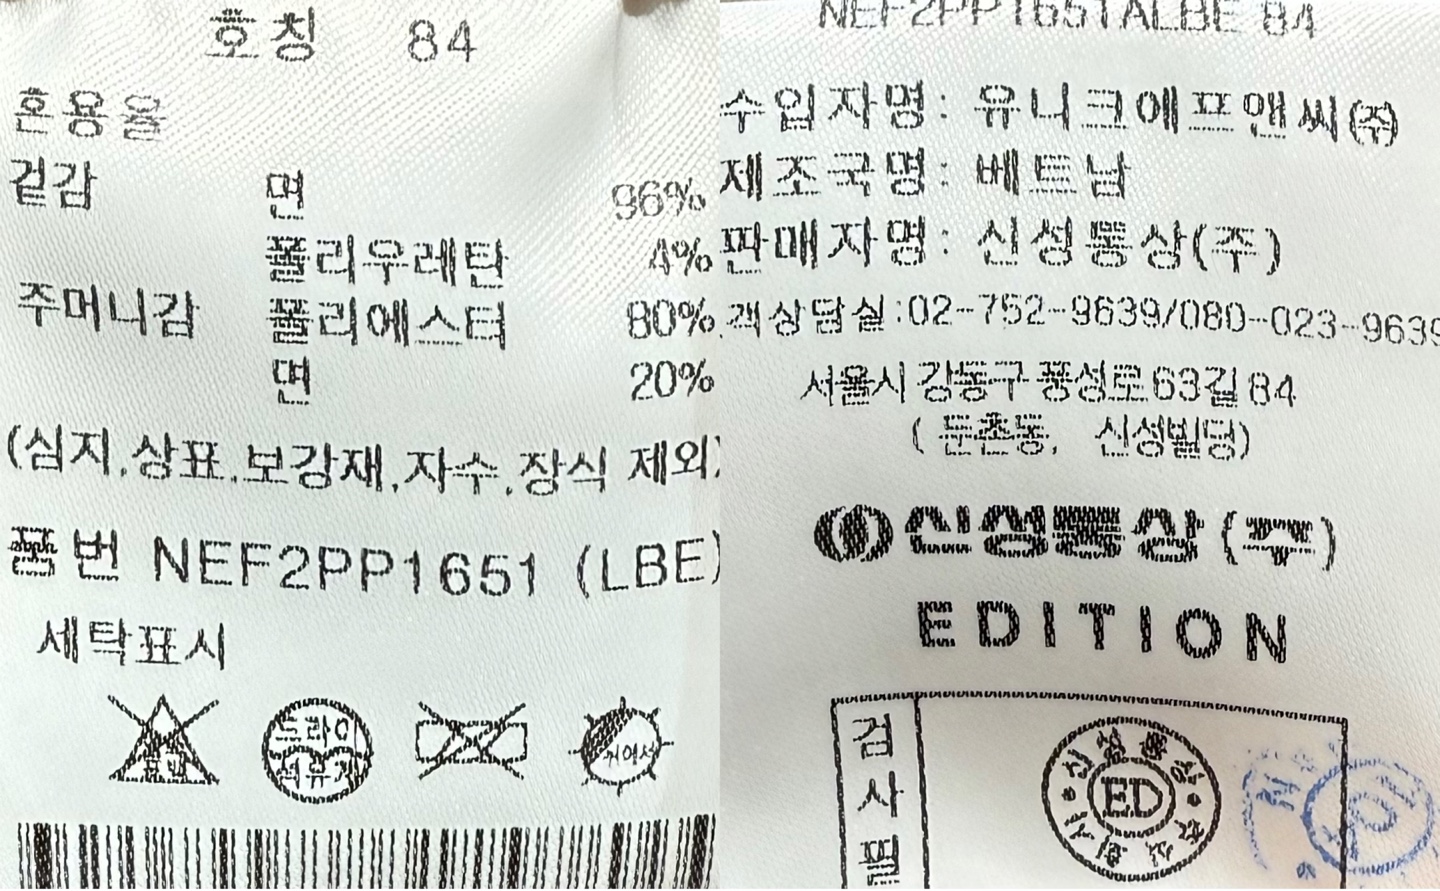 호칭 84
혼용율
겉감 면 96%
폴리우레탄 4%
주머니감 폴리에스터 80%
면 20%
(심지,상표,보강재,자수,장식 제외)
품번 NEF2PP1651 (LBE)
세탁표시
드라이
석유계
NEF2PP1651ALBE 84
수입자명: 유니크에프앤씨㈜
제조국명: 베트남
판매자명: 신성통상(주)
객상담실:02-752-9639/080-023-9639
서울시 강동구 풍성로63길 84
( 둔촌동, 신성빌딩)
신성통상(주)
EDITION
검사필
ED